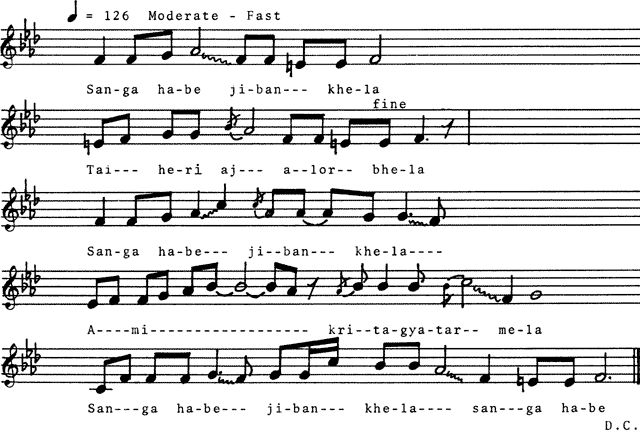 = 126 Moderate - Fast
San-ga ha-be ji-ban--- khe-la
fine
Tai--- he-ri aj--- a--lor-- bhe-la
San-ga ha-be--- ji--ban--- khe-la----
A----mi------------------ kri--ta-gya-tar-- me-la
San---ga ha-be--- ji-ban--- khe-la---- san---ga habe
D.C.